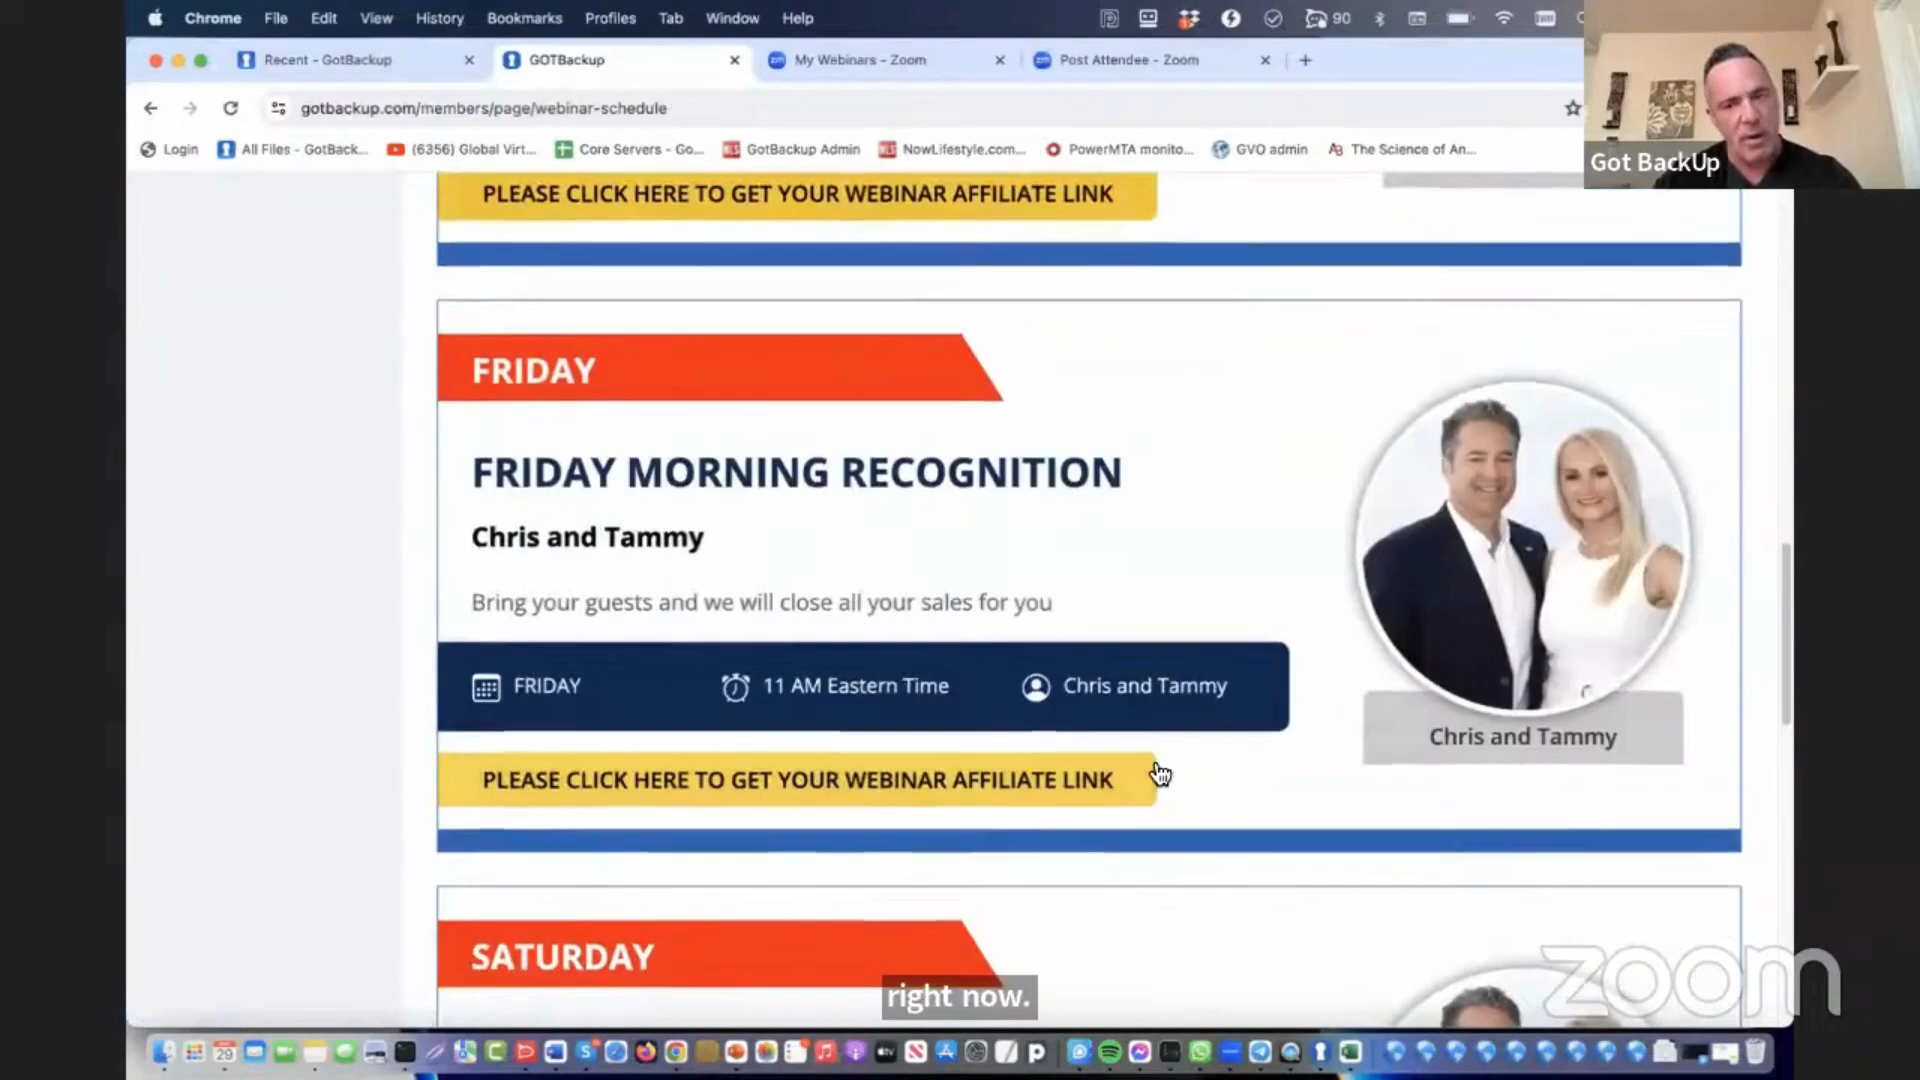 Chrome File Edit View History Bookmarks Profiles Tab Window Help 90
Recent - GotBackup GOTBackup My Webinars - Zoom Post Attendee - Zoom
gotbackup.com/members/page/webinar-schedule
Login All Files - GotBack... (6356) Global Virt... Core Servers - Go... GotBackup Admin NowLifestyle.com... PowerMTA monito... GVO admin The Science of An...
Got BackUp
PLEASE CLICK HERE TO GET YOUR WEBINAR AFFILIATE LINK
FRIDAY
FRIDAY MORNING RECOGNITION
Chris and Tammy
Bring your guests and we will close all your sales for you
FRIDAY 11 AM Eastern Time Chris and Tammy
Chris and Tammy
PLEASE CLICK HERE TO GET YOUR WEBINAR AFFILIATE LINK
SATURDAY
right now.
zoom
29